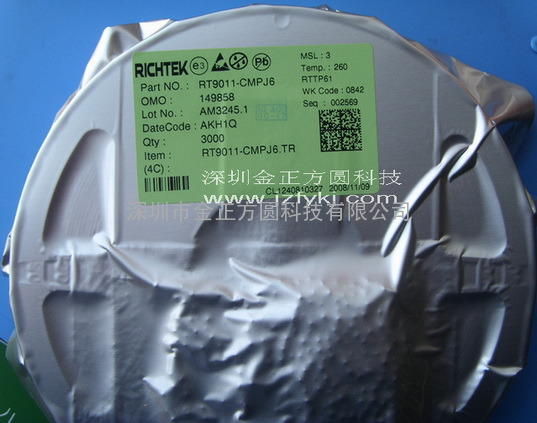 RICHTEK e3 Pb
MSL : 3
Temp. : 260
RTTP61
WK Code : 0842
Seq : 002569
Part NO. : RT9011-CMPJ6
OMO : 149858
Lot No. : AM3245.1
DateCode : AKH1Q
Qty : 3000
Item : RT9011-CMPJ6.TR
(4C) :
CL1240810327 2008/11/09
深圳金正方圆科技
www.jzfykj.com
深圳市金正方圆科技有限公司